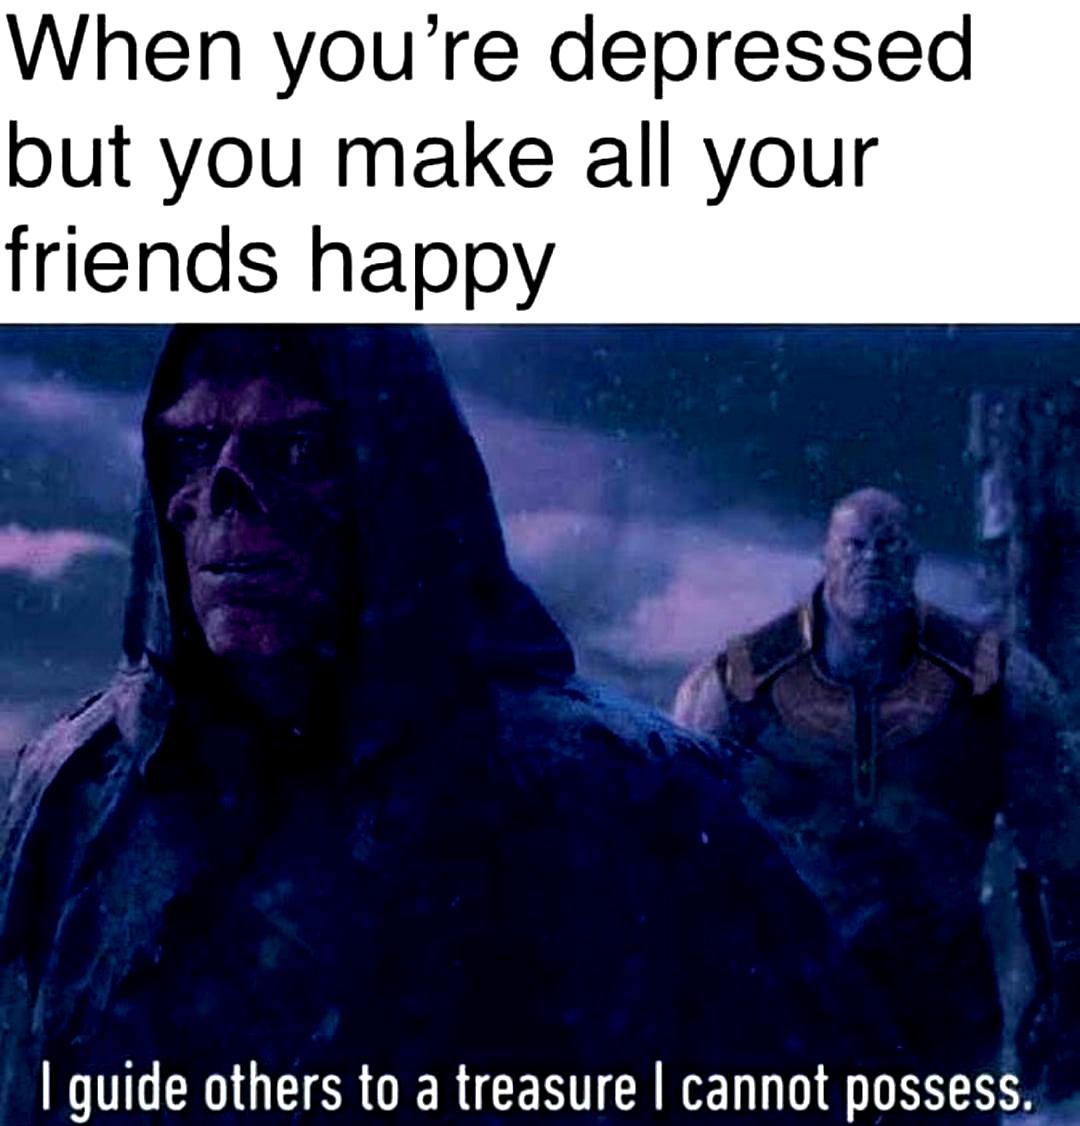 When you’re depressed
but you make all your
friends happy
I guide others to a treasure I cannot possess.